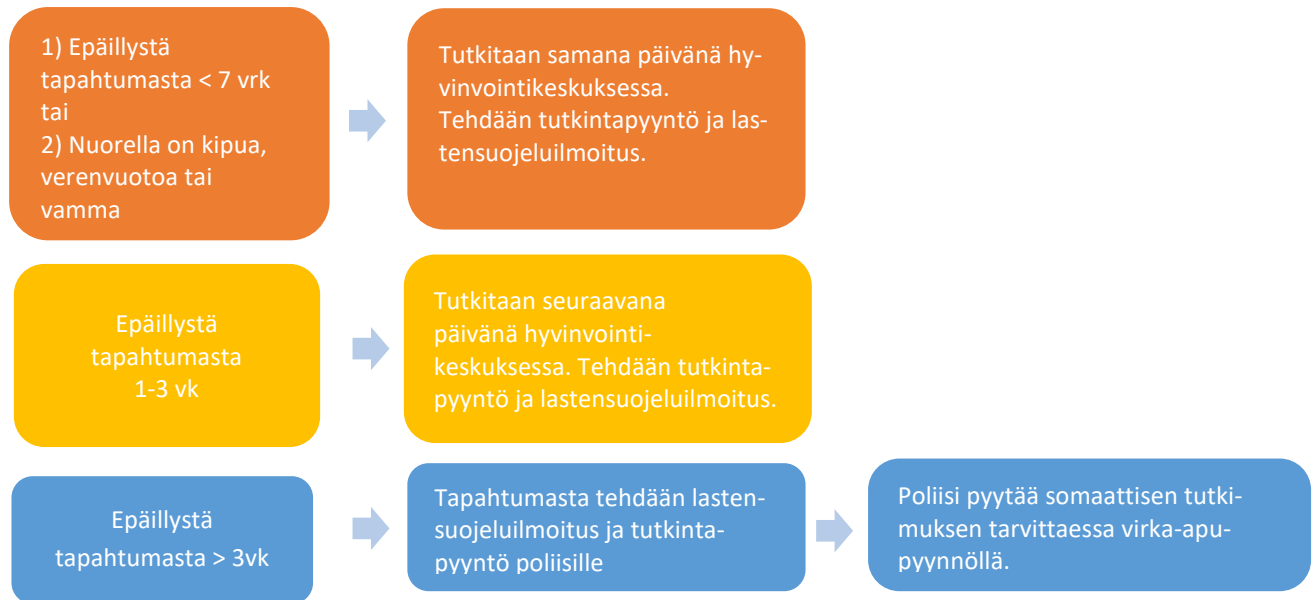 1) Epäillystä
tapahtumasta < 7 vrk
tai
2) Nuorella on kipua,
verenvuotoa tai
vamma
Tutkitaan samana päivänä hy-
vinvointikeskuksessa.
Tehdään tutkintapyyntö ja las-
tensuojeluilmoitus.
Epäillystä
tapahtumasta
1-3 vk
Tutkitaan seuraavana
päivänä hyvinvointi-
keskuksessa. Tehdään tutkinta-
pyyntö ja lastensuojeluilmoitus.
Epäillystä
tapahtumasta > 3vk
Tapahtumasta tehdään lasten-
suojeluilmoitus ja tutkinta-
pyyntö poliisille
Poliisi pyytää somaattisen tutki-
muksen tarvittaessa virka-apu-
pyynnöllä.